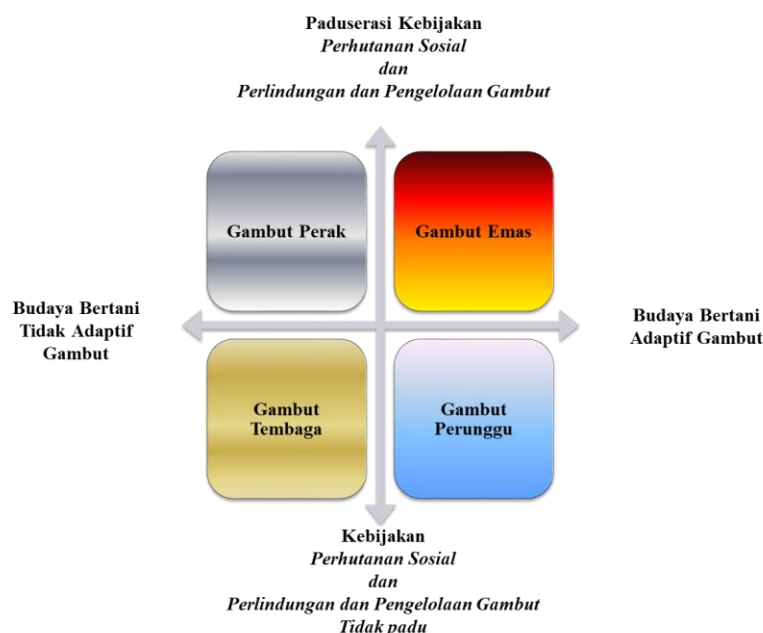 Paduserasi Kebijakan
Perhutanan Sosial
dan
Perlindungan dan Pengelolaan Gambut
Gambut Perak
Gambut Emas
Budaya Bertani
Tidak Adaptif
Gambut
Budaya Bertani
Adaptif Gambut
Gambut
Tembaga
Gambut
Perunggu
Kebijakan
Perhutanan Sosial
dan
Perlindungan dan Pengelolaan Gambut
Tidak padu